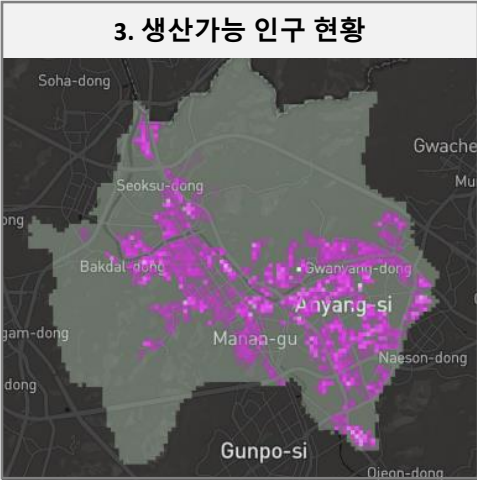 3. 생산가능 인구 현황
Soha-dong
Gwache
Mu
Seoksu-dong
ong
Bakdal-dong
Gwanyang-dong
Anyang-si
gam-dong
Manan-gu
Naeson-dong
dong
Gunpo-si
Ojeon-dong